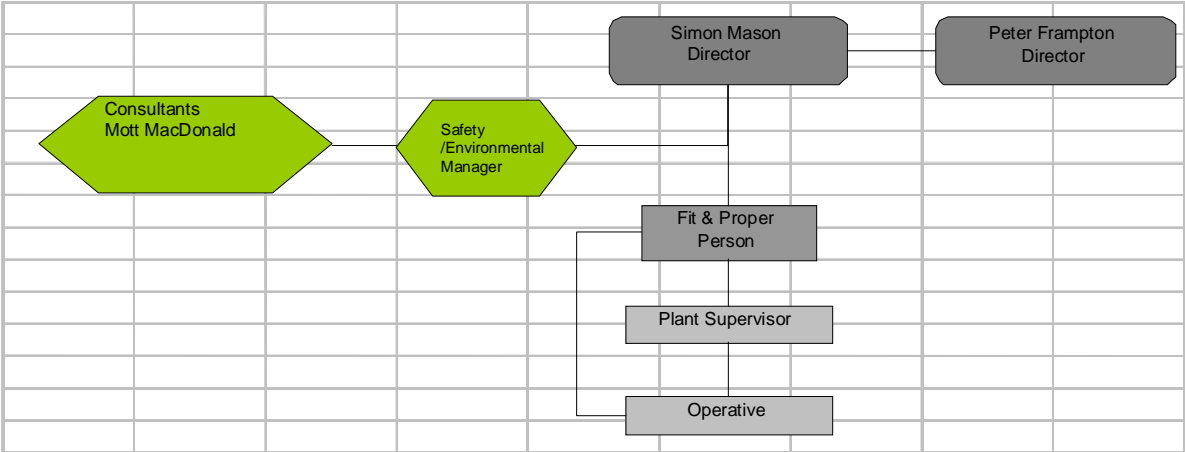 Simon Mason
Director
Peter Frampton
Director
Consultants
Mott MacDonald
Safety
/Environmental
Manager
Fit & Proper
Person
Plant Supervisor
Operative